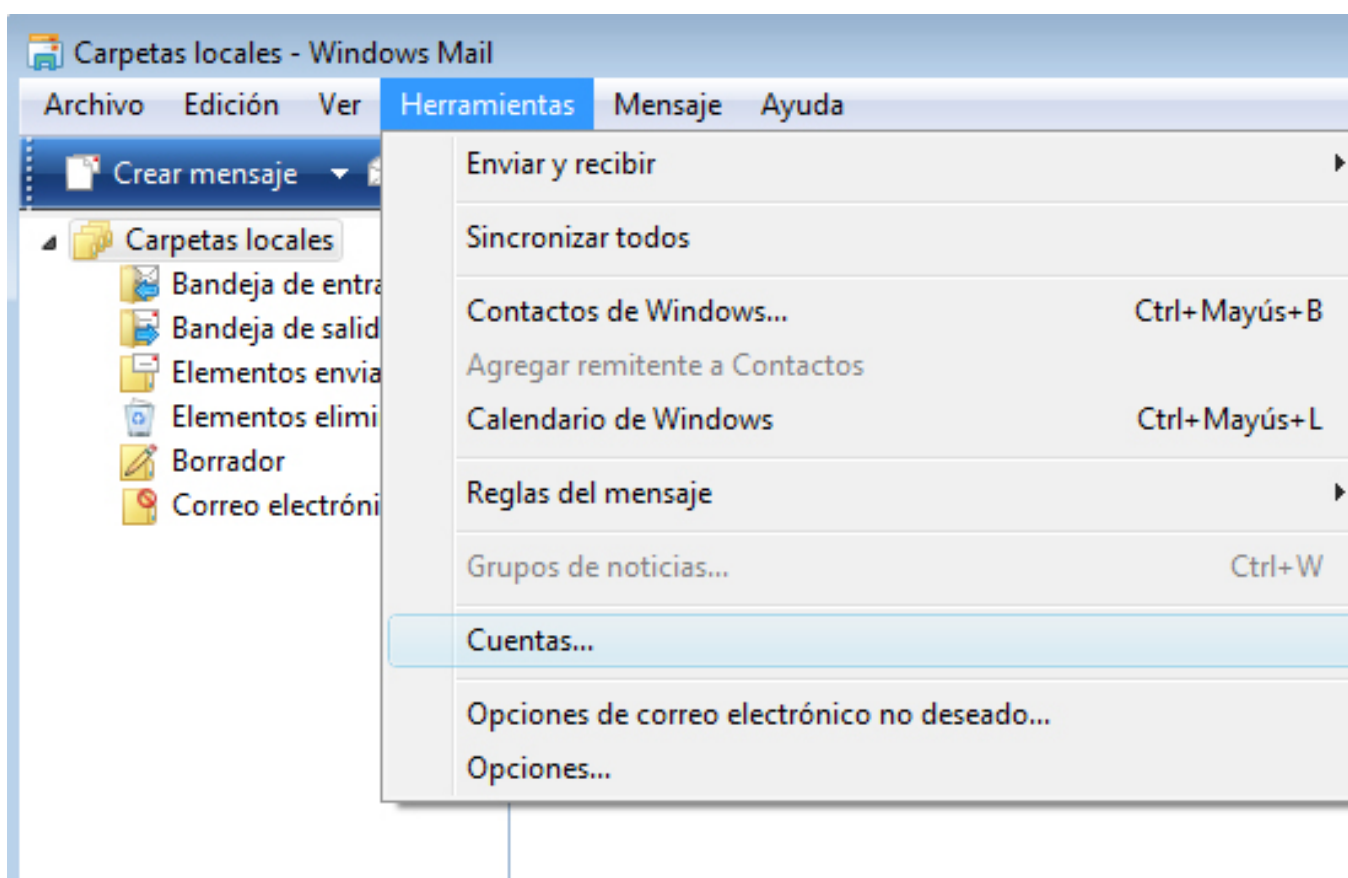 Carpetas locales - Windows Mail
Archivo Edición Ver Herramientas Mensaje Ayuda
Crear mensaje
Carpetas locales
Bandeja de entra
Bandeja de salid
Elementos envia
Elementos elimi
Borrador
Correo electróni
Enviar y recibir
Sincronizar todos
Contactos de Windows... Ctrl+Mayús+B
Agregar remitente a Contactos
Calendario de Windows Ctrl+Mayús+L
Reglas del mensaje
Grupos de noticias... Ctrl+W
Cuentas...
Opciones de correo electrónico no deseado...
Opciones...